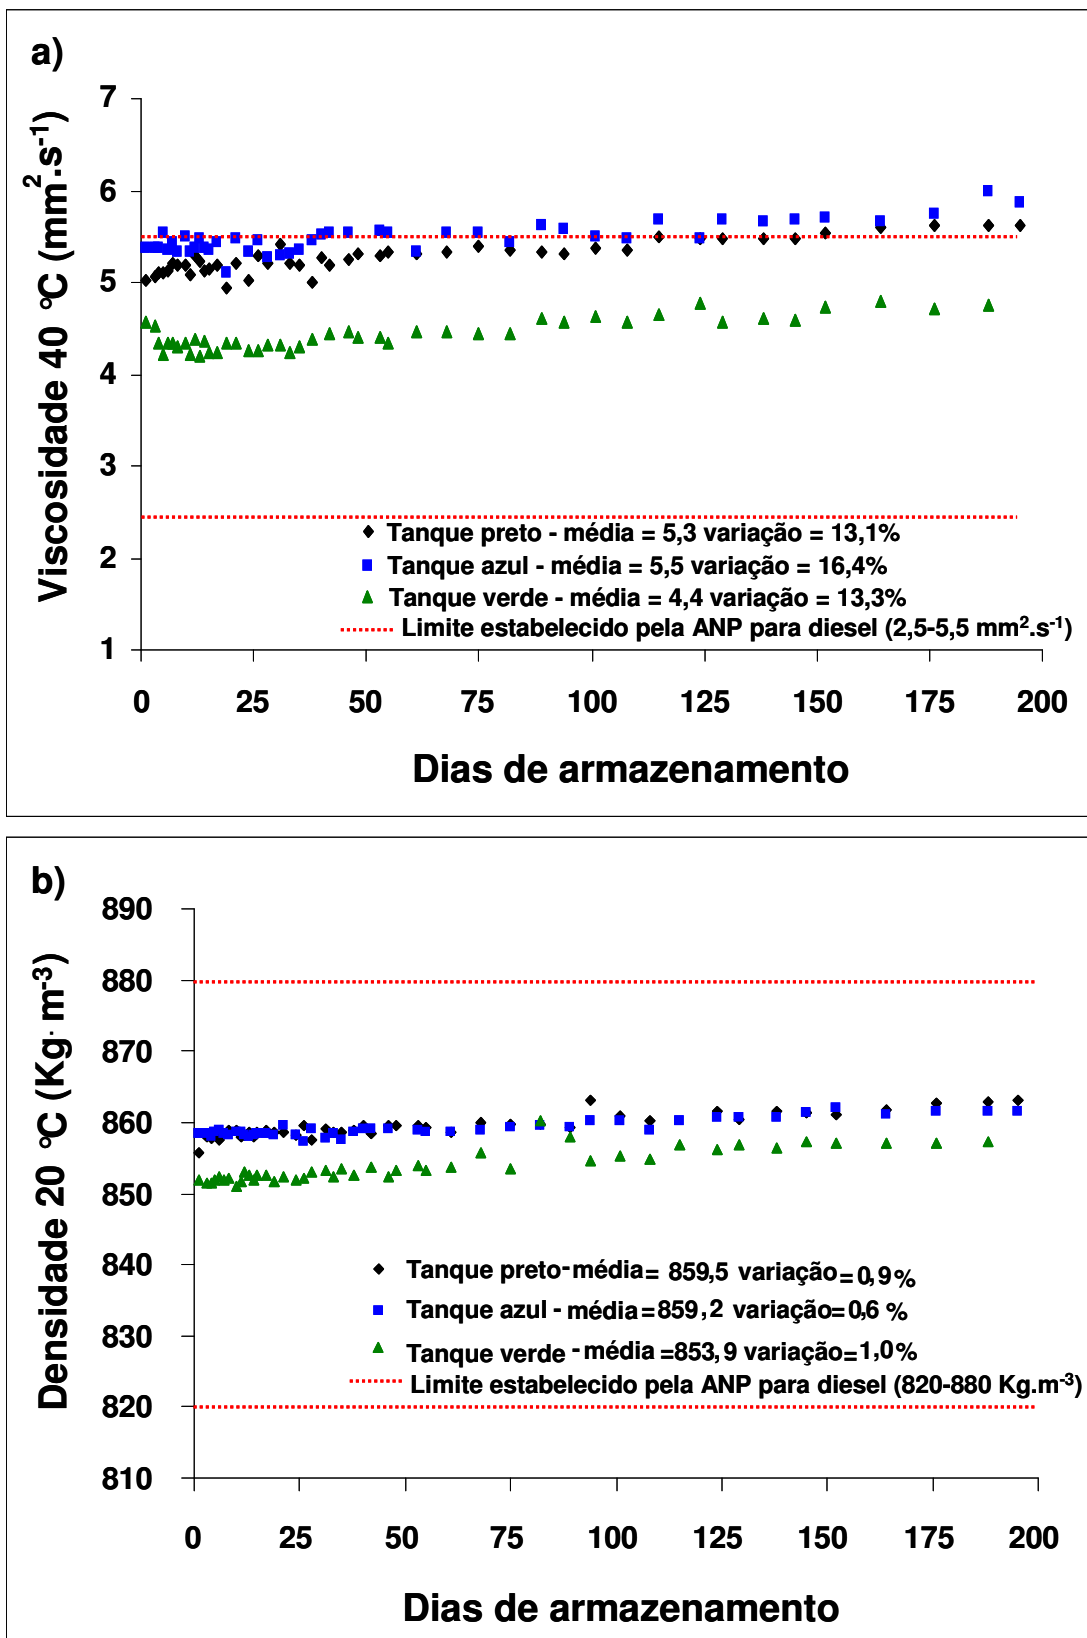 a)
Viscosidade 40 °C (mm²·s⁻¹)
7
6
5
4
3
2
1
Tanque preto - média = 5,3 variação = 13,1%
Tanque azul - média = 5,5 variação = 16,4%
Tanque verde - média = 4,4 variação = 13,3%
Limite estabelecido pela ANP para diesel (2,5-5,5 mm².s⁻¹)
0 25 50 75 100 125 150 175 200
Dias de armazenamento
b)
Densidade 20 °C (Kg·m⁻³)
890
880
870
860
850
840
830
820
810
Tanque preto-média= 859,5 variação=0,9%
Tanque azul - média=859,2 variação=0,6 %
Tanque verde - média =853,9 variação=1,0%
Limite estabelecido pela ANP para diesel (820-880 Kg.m⁻³)
0 25 50 75 100 125 150 175 200
Dias de armazenamento